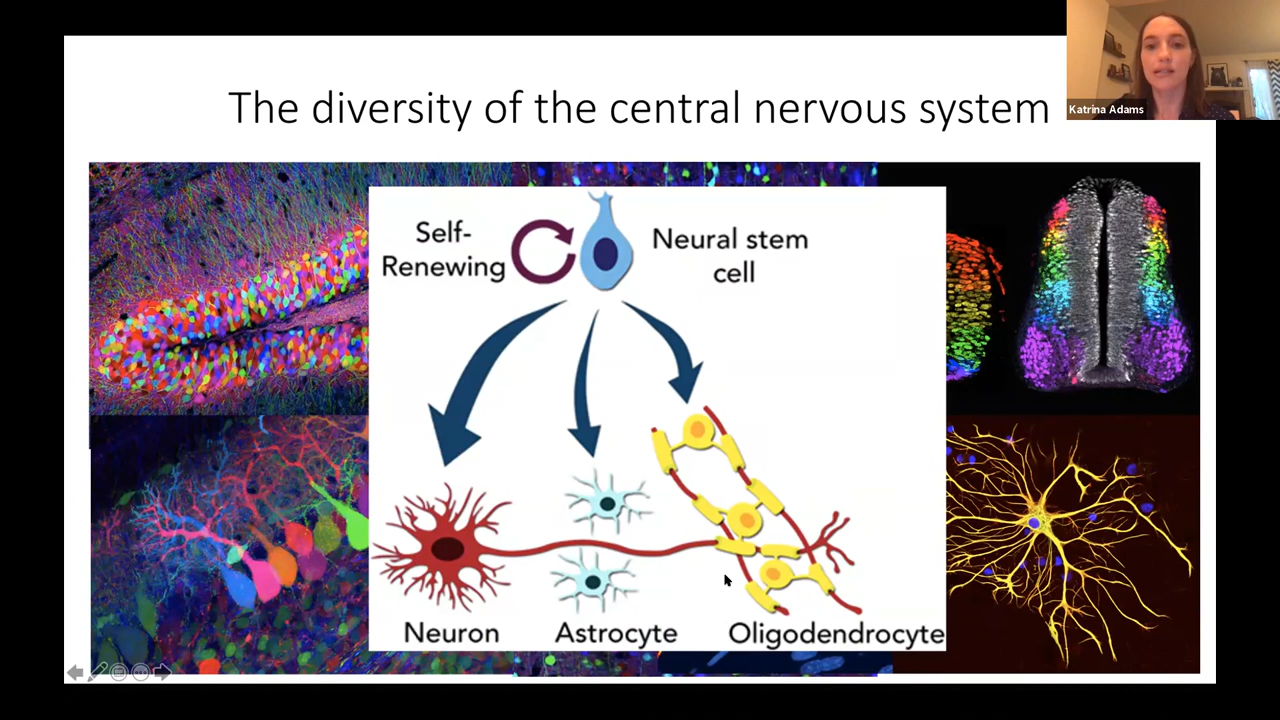 The diversity of the central nervous system
Katrina Adams
Self-
Renewing
Neural stem
cell
Neuron
Astrocyte
Oligodendrocyte